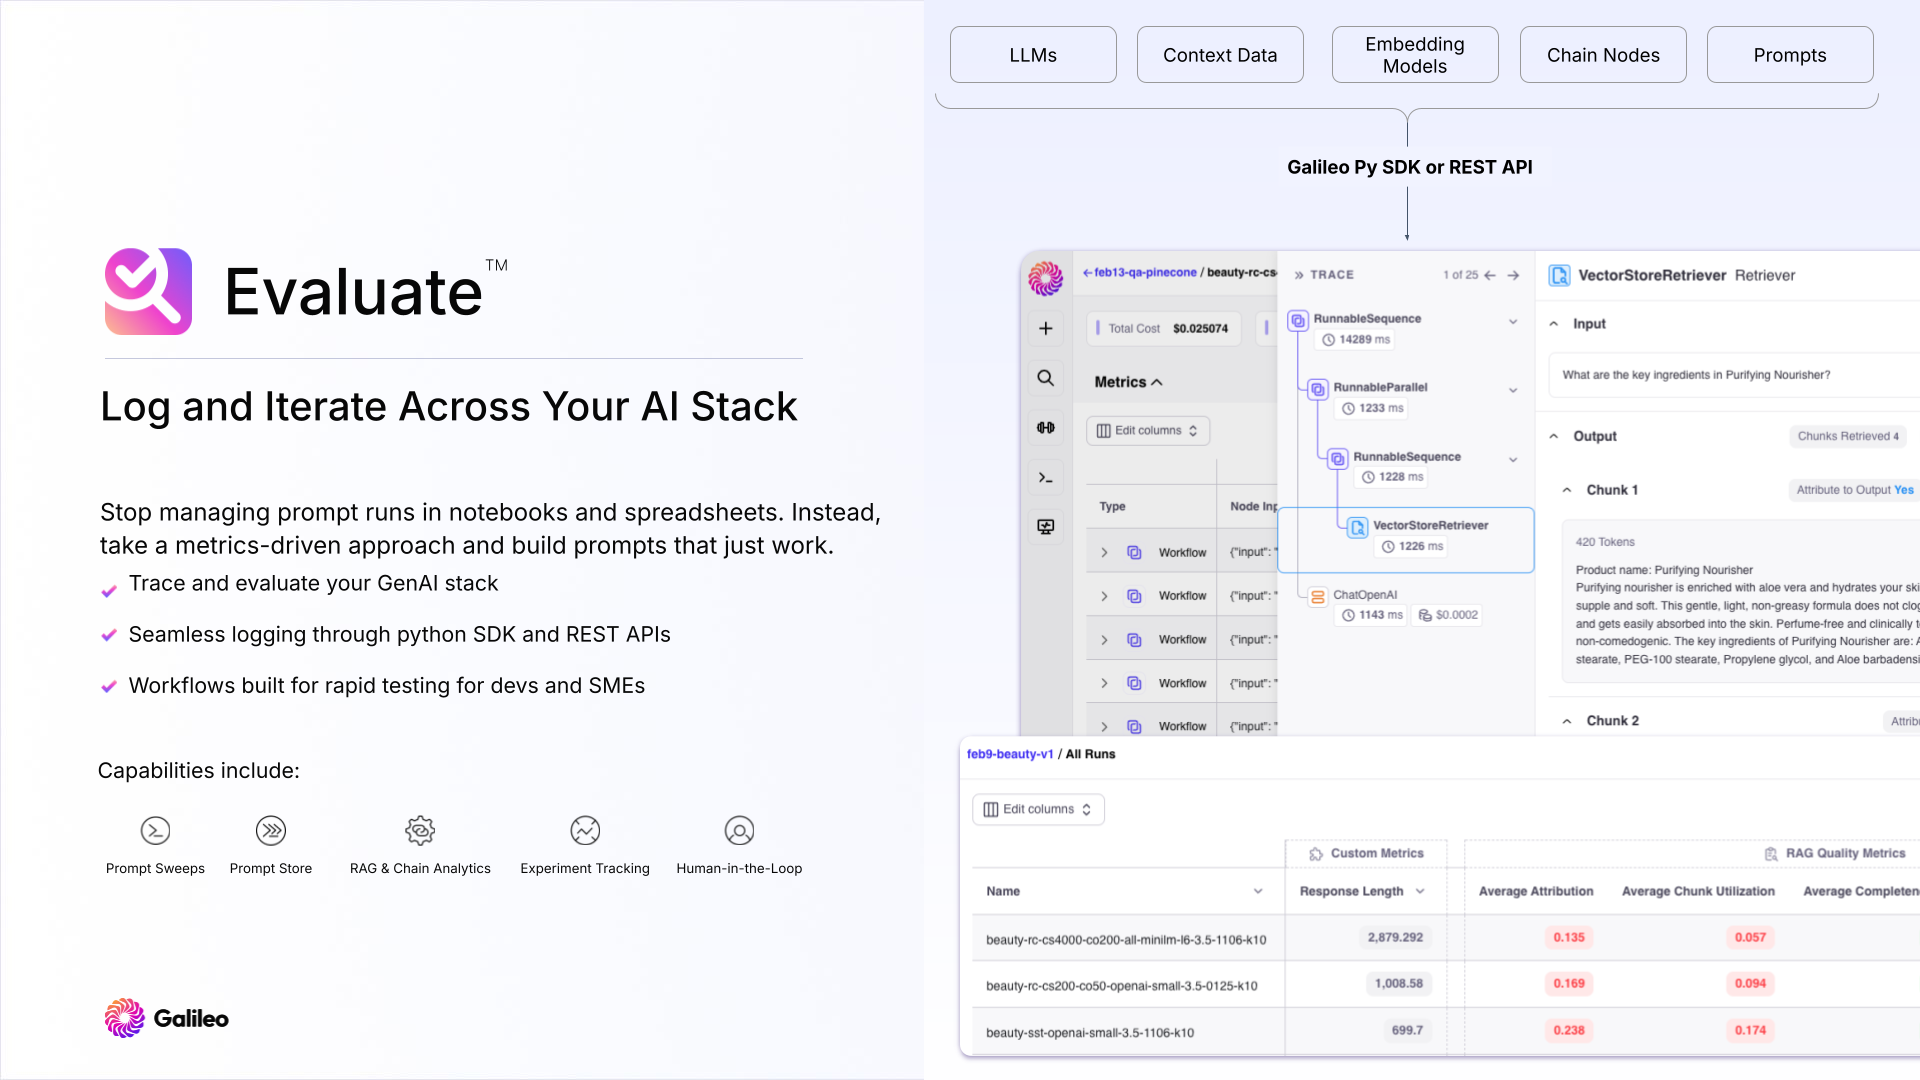 Evaluate™
Log and Iterate Across Your AI Stack
Stop managing prompt runs in notebooks and spreadsheets. Instead,
take a metrics-driven approach and build prompts that just work.
Trace and evaluate your GenAI stack
Seamless logging through python SDK and REST APIs
Workflows built for rapid testing for devs and SMEs
Capabilities include:
Prompt Sweeps
Prompt Store
RAG & Chain Analytics
Experiment Tracking
Human-in-the-Loop
Galileo
LLMs
Context Data
Embedding
Models
Chain Nodes
Prompts
Galileo Py SDK or REST API
feb13-qa-pinecone / beauty-rc-cs
Total Cost $0.025074
Metrics
Edit columns
Type
Node Inp
Workflow {"input": "
Workflow {"input": "
Workflow {"input": "
Workflow {"input": "
Workflow {"input": "
TRACE
1 of 25
RunnableSequence
14289 ms
RunnableParallel
1233 ms
RunnableSequence
1228 ms
VectorStoreRetriever
1226 ms
ChatOpenAI
1143 ms $0.0002
VectorStoreRetriever Retriever
Input
What are the key ingredients in Purifying Nourisher?
Output
Chunks Retrieved 4
Chunk 1
Attribute to Output Yes
420 Tokens
Product name: Purifying Nourisher
Purifying nourisher is enriched with aloe vera and hydrates your ski
supple and soft. This gentle, light, non-greasy formula does not clog
and gets easily absorbed into the skin. Perfume-free and clinically t
non-comedogenic. The key ingredients of Purifying Nourisher are: A
stearate, PEG-100 stearate, Propylene glycol, and Aloe barbadensi
Chunk 2
Attrib
feb9-beauty-v1 / All Runs
Edit columns
Custom Metrics
RAG Quality Metrics
Name Response Length Average Attribution Average Chunk Utilization Average Completen
beauty-rc-cs4000-co200-all-minilm-l6-3.5-1106-k10 2,879.292 0.135 0.057
beauty-rc-cs200-co50-openai-small-3.5-0125-k10 1,008.58 0.169 0.094
beauty-sst-openai-small-3.5-1106-k10 699.7 0.238 0.174